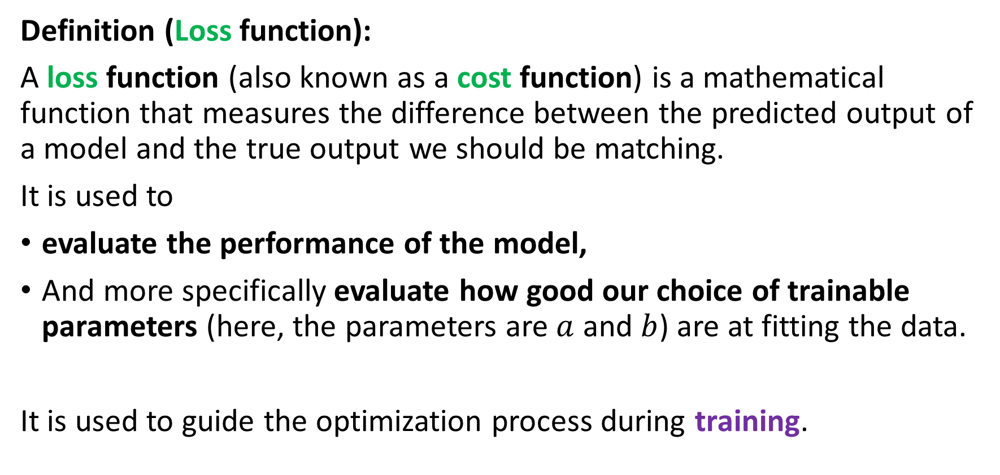 Definition (Loss function):
A loss function (also known as a cost function) is a mathematical
function that measures the difference between the predicted output of
a model and the true output we should be matching.
It is used to
• evaluate the performance of the model,
• And more specifically evaluate how good our choice of trainable
parameters (here, the parameters are 𝑎 and 𝑏) are at fitting the data.
It is used to guide the optimization process during training.